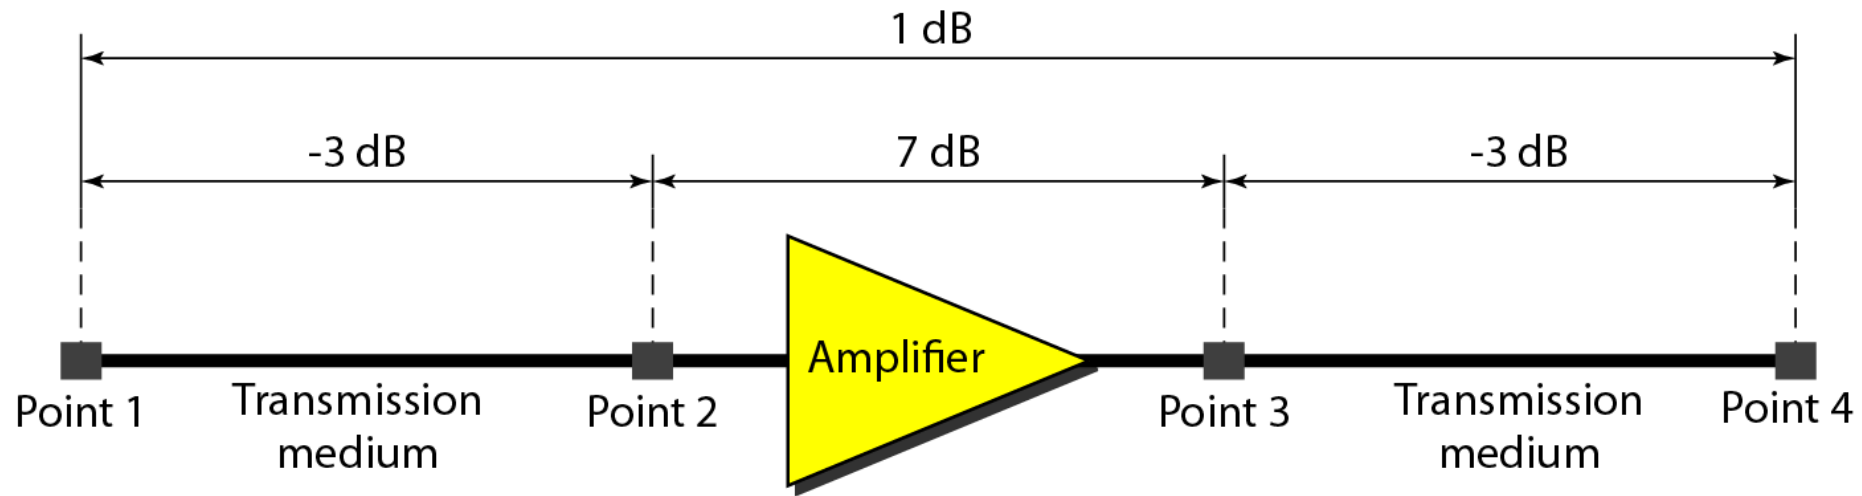 1 dB
-3 dB
7 dB
-3 dB
Amplifier
Point 1
Transmission
medium
Point 2
Point 3
Transmission
medium
Point 4